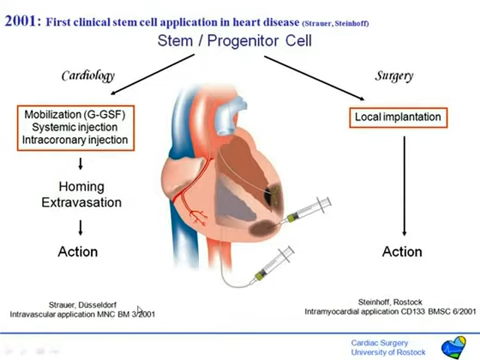 2001: First clinical stem cell application in heart disease (Strauer, Steinhoff)
Stem / Progenitor Cell
Cardiology
Surgery
Mobilization (G-GSF)
Systemic injection
Intracoronary injection
Local implantation
Homing
Extravasation
Action
Action
Strauer, Düsseldorf
Intravascular application MNC BM 3/2001
Steinhoff, Rostock
Intramyocardial application CD133 BMSC 6/2001
Cardiac Surgery
University of Rostock